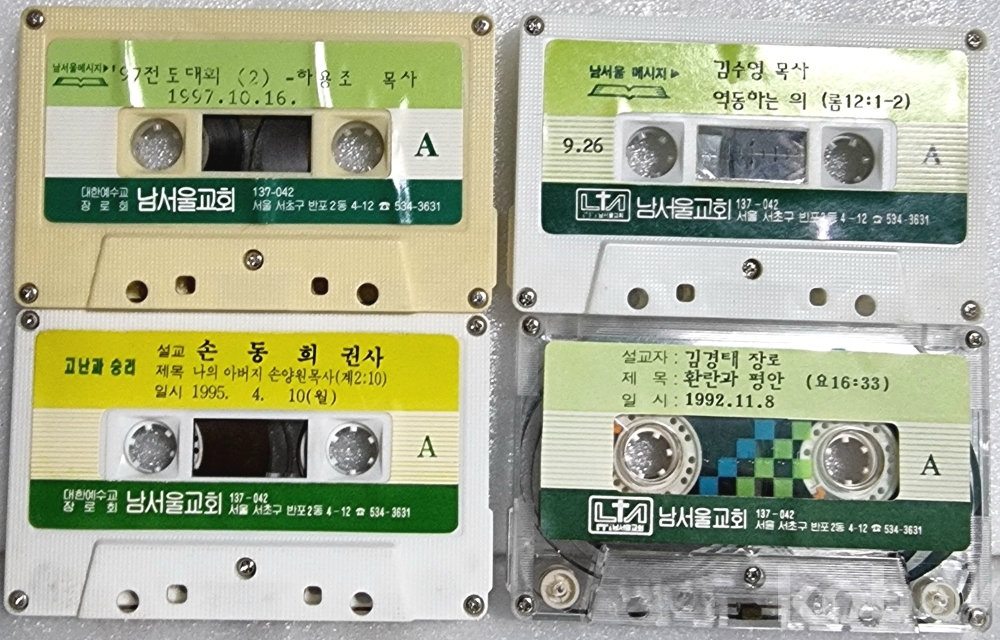 남서울메시지▶ '97전도대회 (2) -하용조 목사
1997.10.16.
A
대한예수교
장로회
남서울교회
137-042
서울 서초구 반포2동 4-12 ☎ 534-3631
남서울 메시지 ▶
김수영 목사
역동하는 의 (롬12:1-2)
9.26
A
남서울교회
남서울교회
137-042
서울 서초구 반포2동 4-12 ☎ 534-3631
고난과 승리
설교 손 동 희 권사
제목 나의 아버지 손양원목사(계2:10)
일시 1995. 4. 10(월)
A
대한예수교
장로회
남서울교회
137-042
서울 서초구 반포2동 4-12 ☎ 534-3631
설교자 : 김경태 장로
제 목 : 환란과 평안 (요16:33)
일 시 : 1992.11.8
A
남서울교회
남서울교회
137-042
서울 서초구 반포2동 4-12 ☎ 534-3631